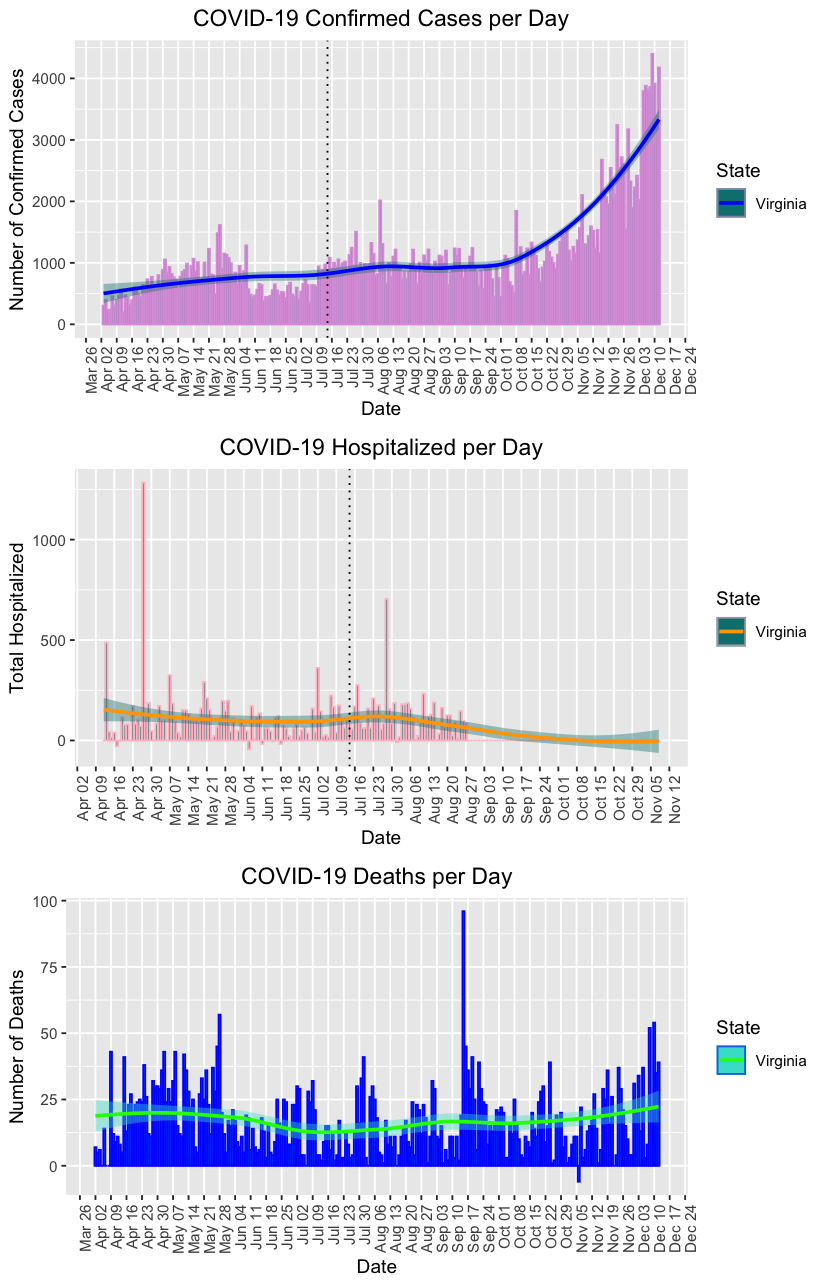 COVID-19 Confirmed Cases per Day
Number of Confirmed Cases
4000
3000
2000
1000
0
Mar 26
Apr 02
Apr 09
Apr 16
Apr 23
Apr 30
May 07
May 14
May 21
May 28
Jun 04
Jun 11
Jun 18
Jun 25
Jul 02
Jul 09
Jul 16
Jul 23
Jul 30
Aug 06
Aug 13
Aug 20
Aug 27
Sep 03
Sep 10
Sep 17
Sep 24
Oct 01
Oct 08
Oct 15
Oct 22
Oct 29
Nov 05
Nov 12
Nov 19
Nov 26
Dec 03
Dec 10
Dec 17
Dec 24
Date
State
Virginia
COVID-19 Hospitalized per Day
Total Hospitalized
1000
500
0
Apr 02
Apr 09
Apr 16
Apr 23
Apr 30
May 07
May 14
May 21
May 28
Jun 04
Jun 11
Jun 18
Jun 25
Jul 02
Jul 09
Jul 16
Jul 23
Jul 30
Aug 06
Aug 13
Aug 20
Aug 27
Sep 03
Sep 10
Sep 17
Sep 24
Oct 01
Oct 08
Oct 15
Oct 22
Oct 29
Nov 05
Nov 12
Date
State
Virginia
COVID-19 Deaths per Day
Number of Deaths
100
75
50
25
0
Mar 26
Apr 02
Apr 09
Apr 16
Apr 23
Apr 30
May 07
May 14
May 21
May 28
Jun 04
Jun 11
Jun 18
Jun 25
Jul 02
Jul 09
Jul 16
Jul 23
Jul 30
Aug 06
Aug 13
Aug 20
Aug 27
Sep 03
Sep 10
Sep 17
Sep 24
Oct 01
Oct 08
Oct 15
Oct 22
Oct 29
Nov 05
Nov 12
Nov 19
Nov 26
Dec 03
Dec 10
Dec 17
Dec 24
Date
State
Virginia